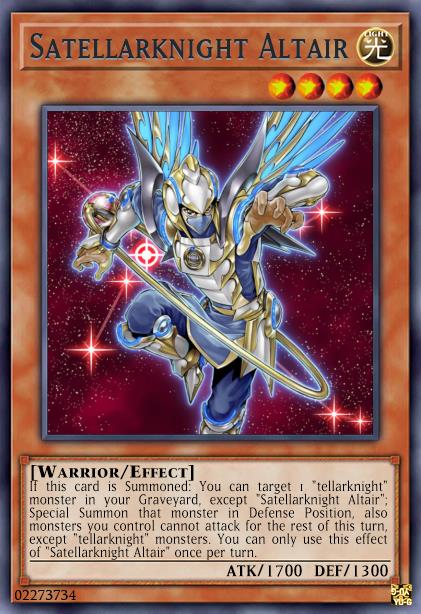 SATELLARKNIGHT ALTAIR
LIGHT
光
[WARRIOR/EFFECT]
If this card is Summoned: You can target 1 "tellarknight"
monster in your Graveyard, except "Satellarknight Altair";
Special Summon that monster in Defense Position, also
monsters you control cannot attack for the rest of this turn,
except "tellarknight" monsters. You can only use this effect
of "Satellarknight Altair" once per turn.
ATK/1700 DEF/1300
02273734